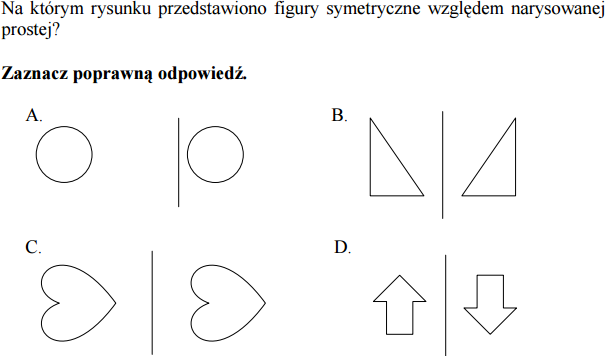 Na którym rysunku przedstawiono figury symetryczne względem narysowanej
prostej?
Zaznacz poprawną odpowiedź.
A.
B.
C.
D.